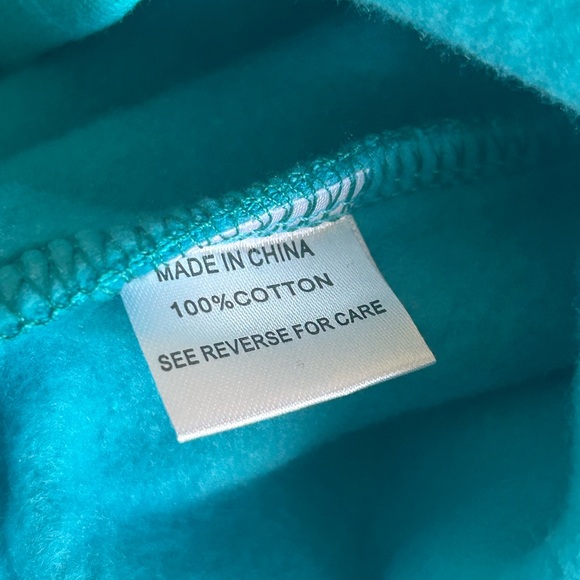 MADE IN CHINA
100%COTTON
SEE REVERSE FOR CARE